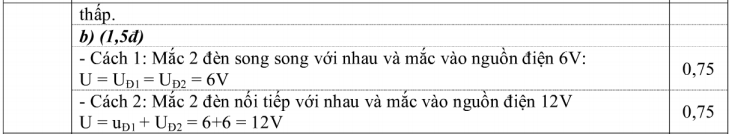 thấp.
b) (1,5đ)
- Cách 1: Mắc 2 đèn song song với nhau và mắc vào nguồn điện 6V:
U = UĐ1 = UĐ2 = 6V
0,75
- Cách 2: Mắc 2 đèn nối tiếp với nhau và mắc vào nguồn điện 12V
U = uĐ1 + UĐ2 = 6+6 = 12V
0,75